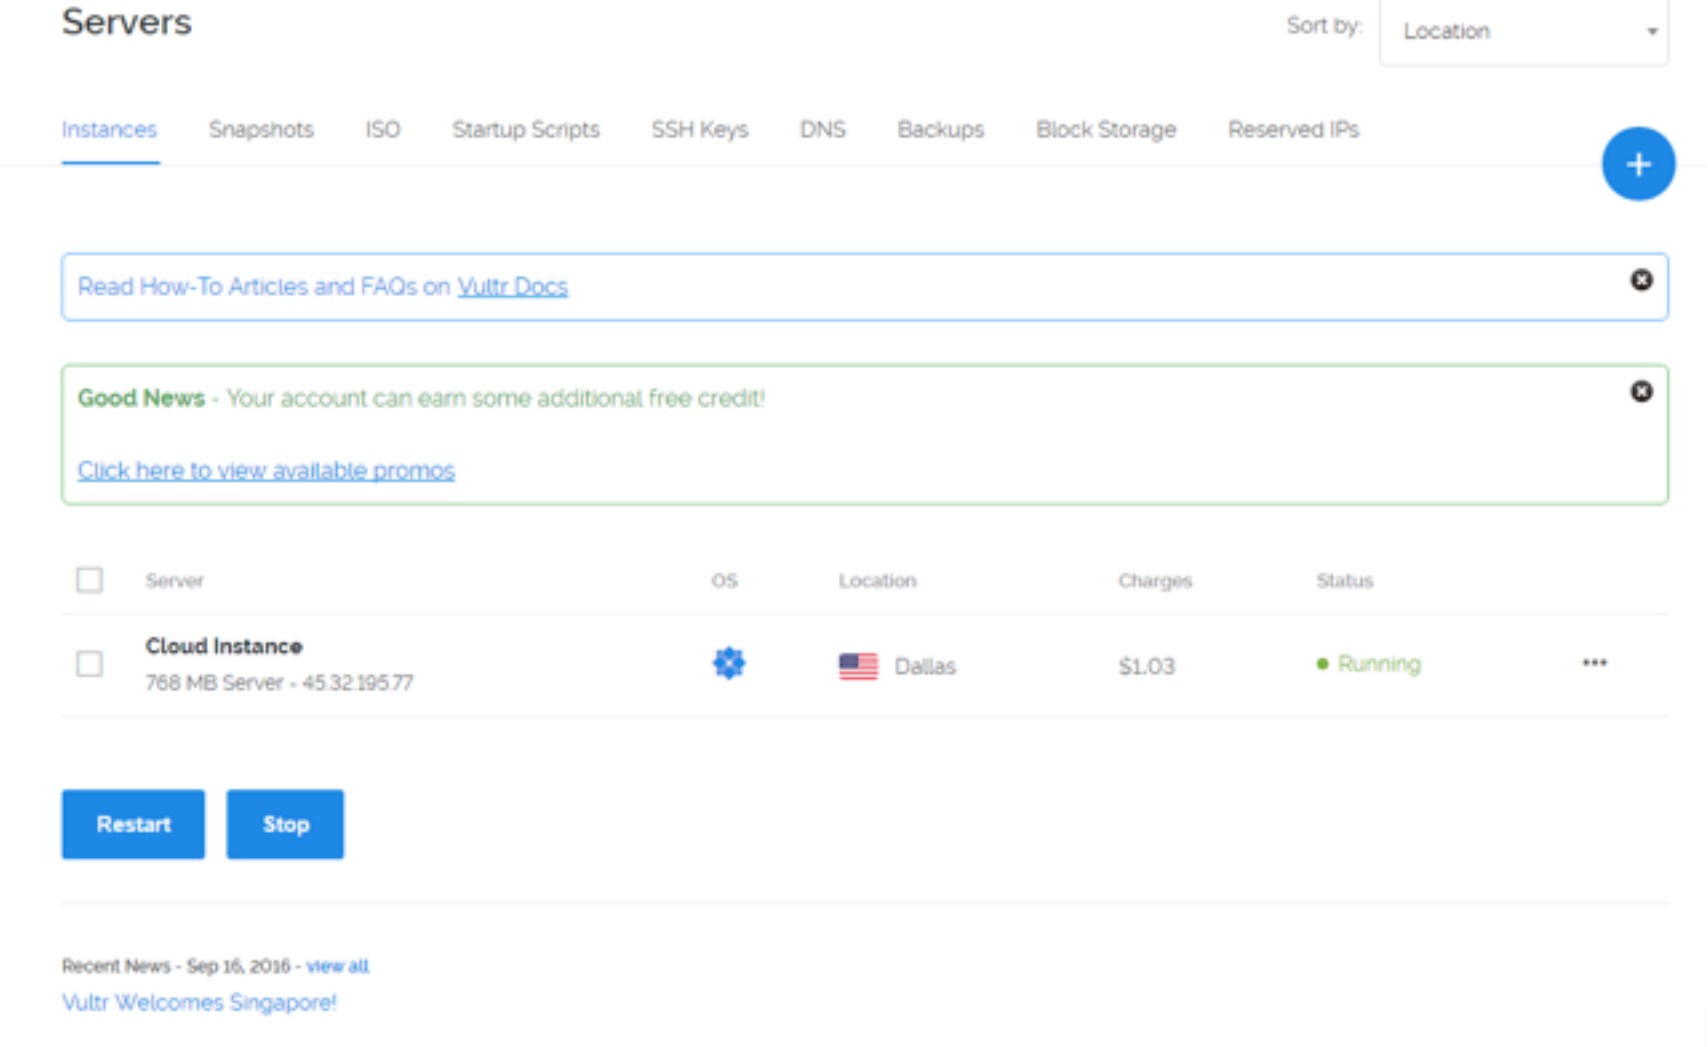 Servers
Sort by:
Location
Instances Snapshots ISO Startup Scripts SSH Keys DNS Backups Block Storage Reserved IPs
+
Read How-To Articles and FAQs on Vultr Docs
Good News - Your account can earn some additional free credit!
Click here to view available promos
Server OS Location Charges Status
Cloud Instance
768 MB Server - 45.32.195.77
Dallas $1.03 Running
Restart Stop
Recent News - Sep 16, 2016 - view all
Vultr Welcomes Singapore!